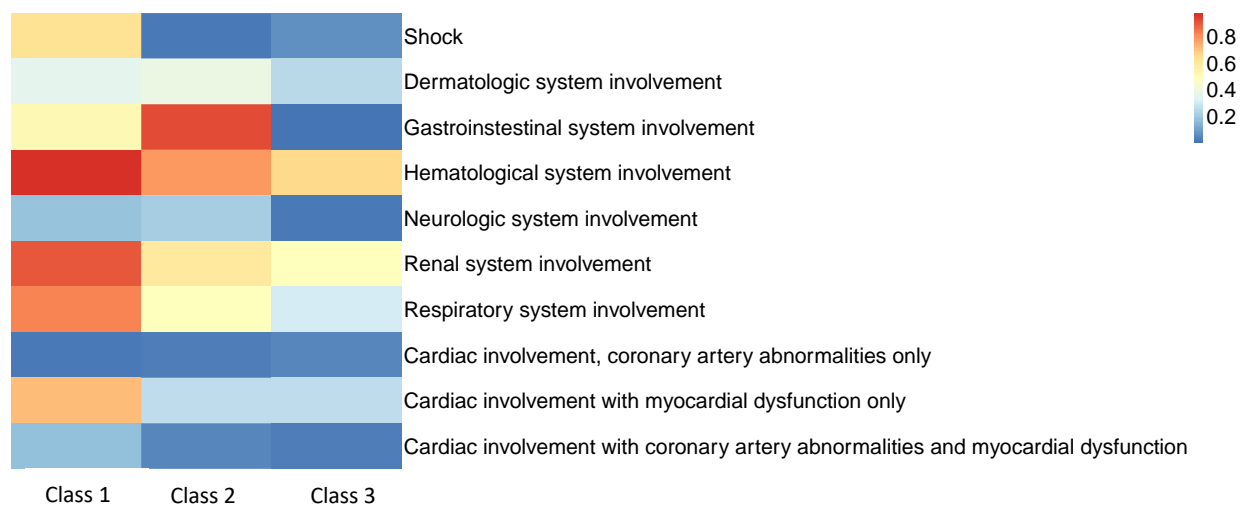 Shock
Dermatologic system involvement
Gastroinstestinal system involvement
Hematological system involvement
Neurologic system involvement
Renal system involvement
Respiratory system involvement
Cardiac involvement, coronary artery abnormalities only
Cardiac involvement with myocardial dysfunction only
Cardiac involvement with coronary artery abnormalities and myocardial dysfunction
Class 1 Class 2 Class 3
0.8
0.6
0.4
0.2